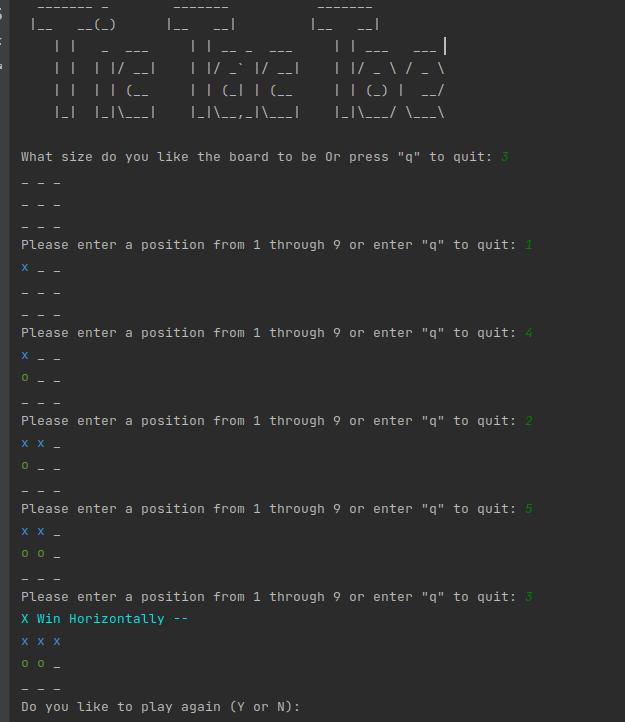 _______ _        _______           _______
|__   __(_)      |__   __|         |__   __|
   | |   _  ___     | | __ _  ___     | | ___   ___
   | |  | |/ __|    | |/ _` |/ __|    | |/ _ \ / _ \
   | |  | | (__     | | (_| | (__     | | (_) |  __/
   |_|  |_|\___|    |_|\__,_|\___|    |_|\___/ \___\

What size do you like the board to be Or press "q" to quit: 3
_ _ _
_ _ _
_ _ _
Please enter a position from 1 through 9 or enter "q" to quit: 1
x _ _
_ _ _
_ _ _
Please enter a position from 1 through 9 or enter "q" to quit: 4
x _ _
o _ _
_ _ _
Please enter a position from 1 through 9 or enter "q" to quit: 2
x x _
o _ _
_ _ _
Please enter a position from 1 through 9 or enter "q" to quit: 5
x x _
o o _
_ _ _
Please enter a position from 1 through 9 or enter "q" to quit: 3
X Win Horizontally --
x x x
o o _
_ _ _
Do you like to play again (Y or N):